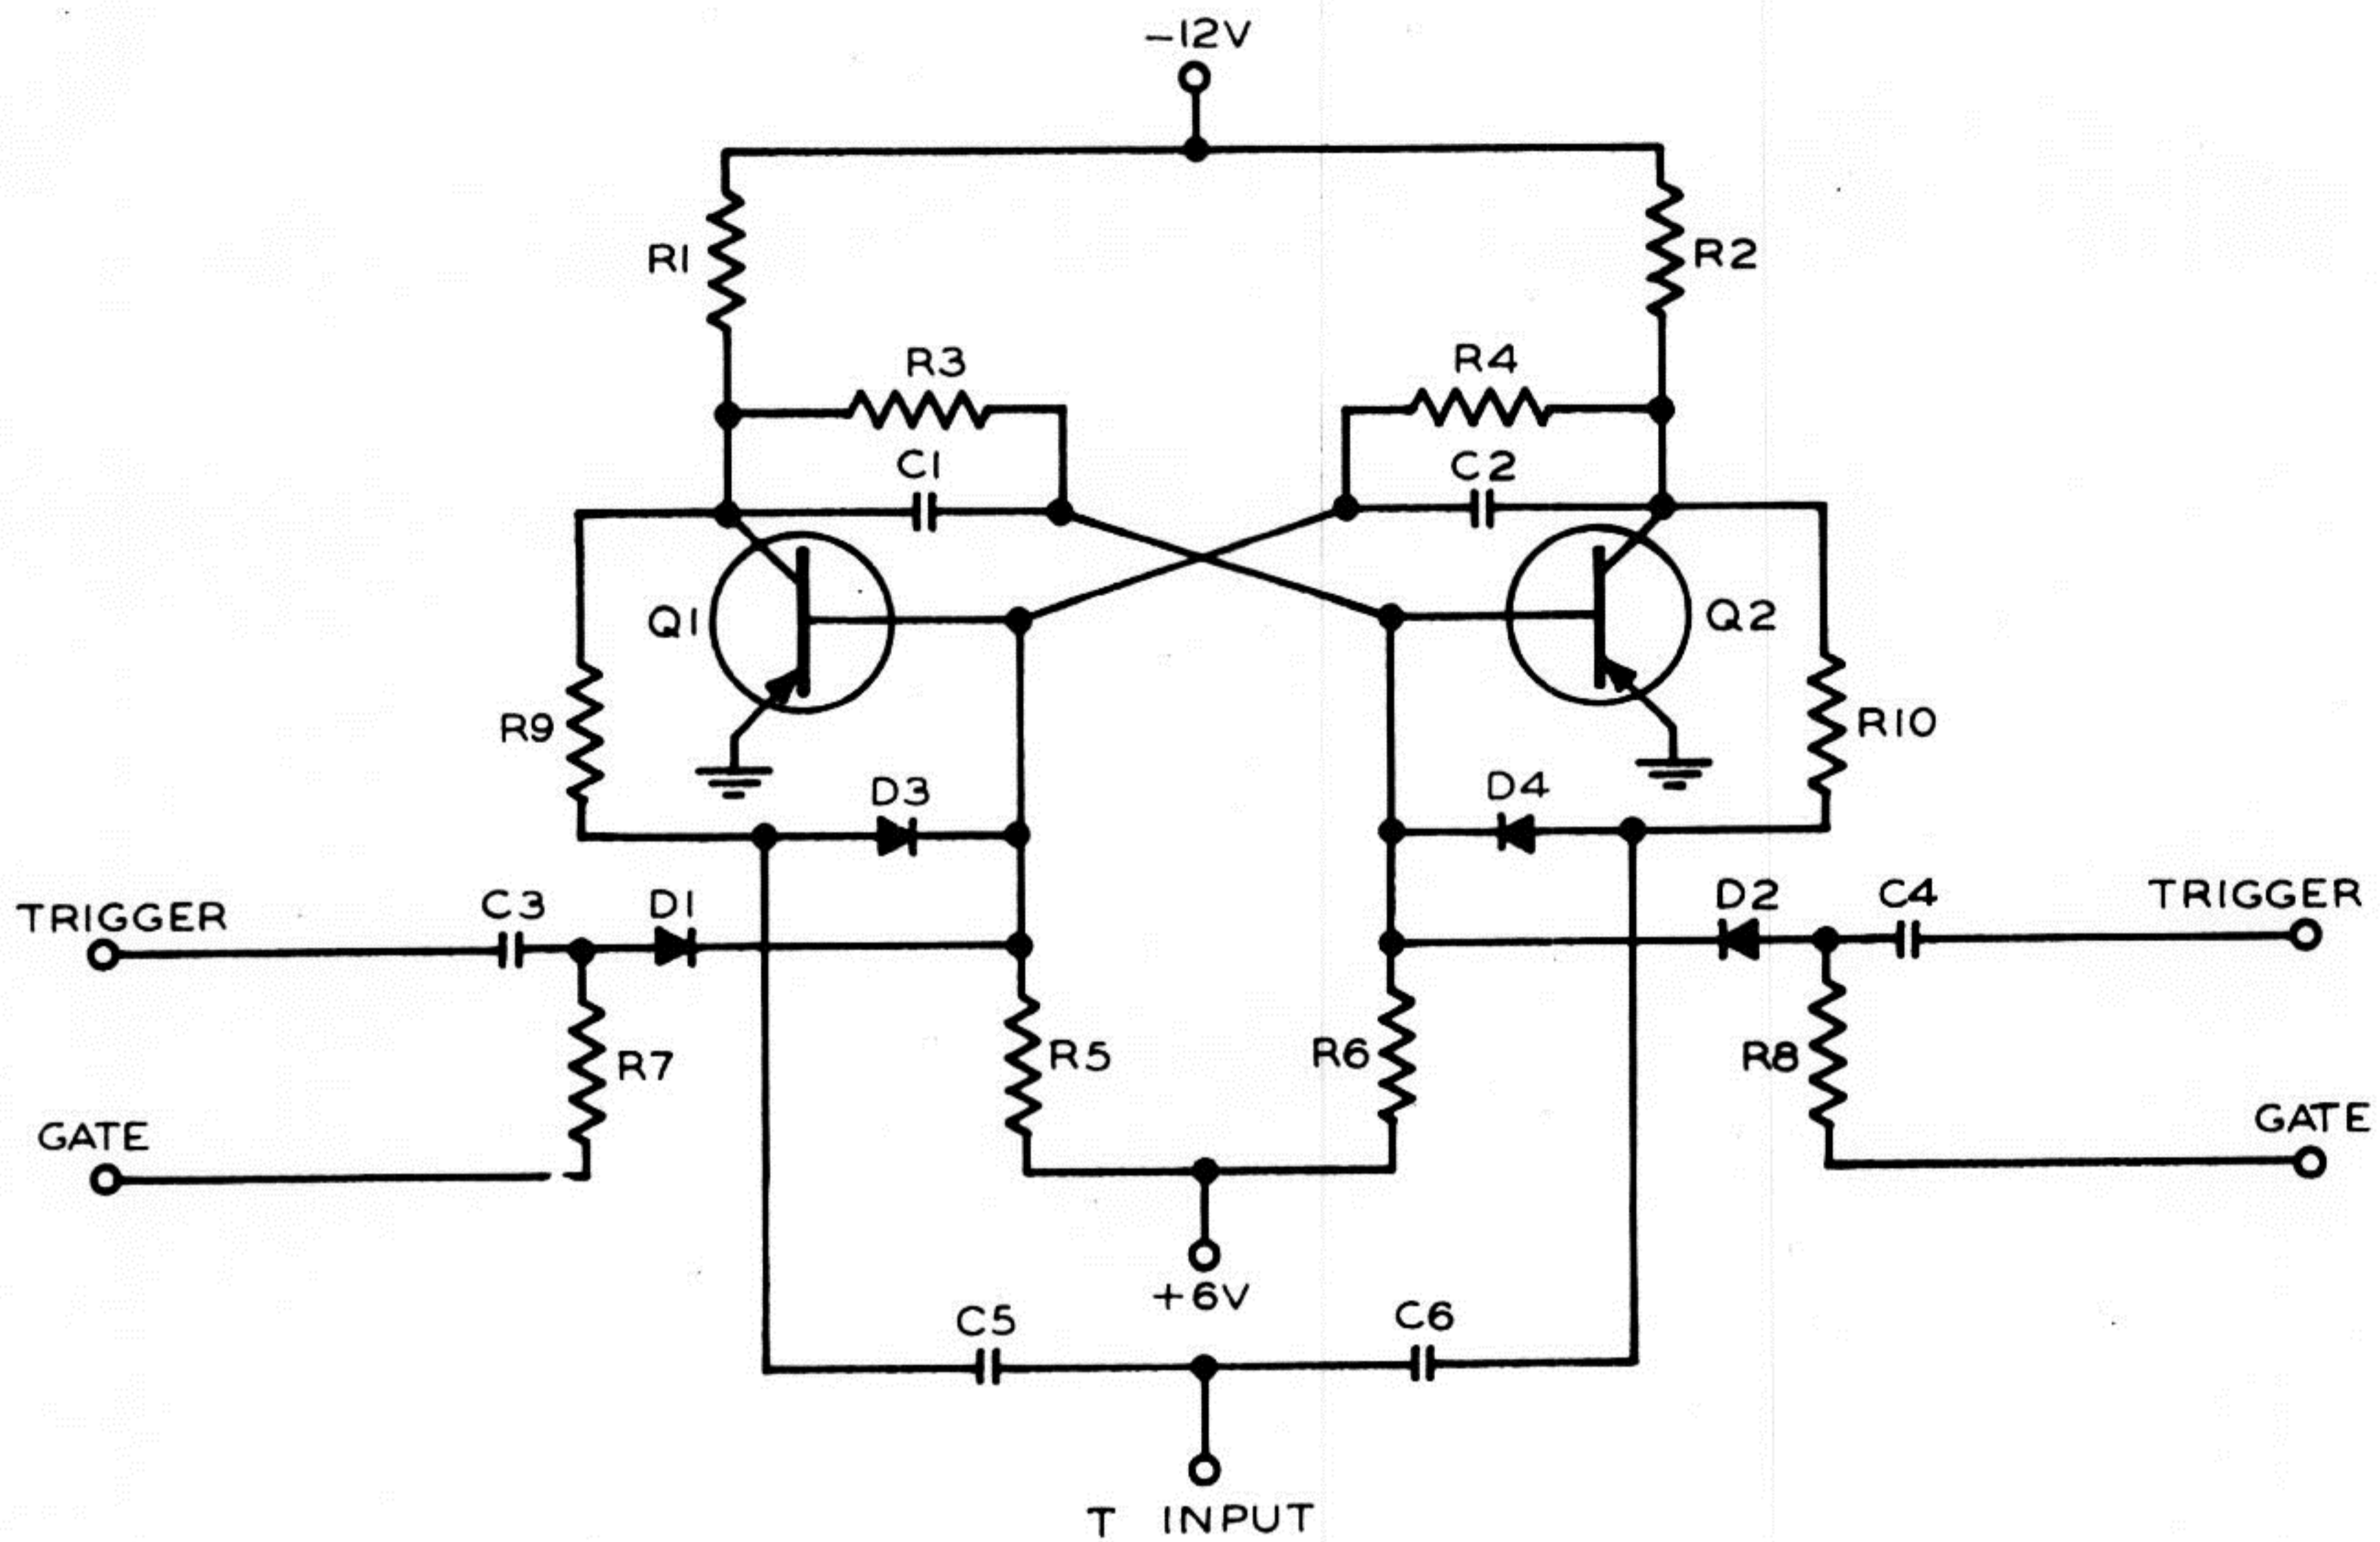 -12V
R1
R2
R3
R4
C1
C2
Q1
Q2
R9
R10
D3
D4
TRIGGER
C3
D1
D2
C4
TRIGGER
R7
R5
R6
R8
GATE
GATE
+6V
C5
C6
T INPUT